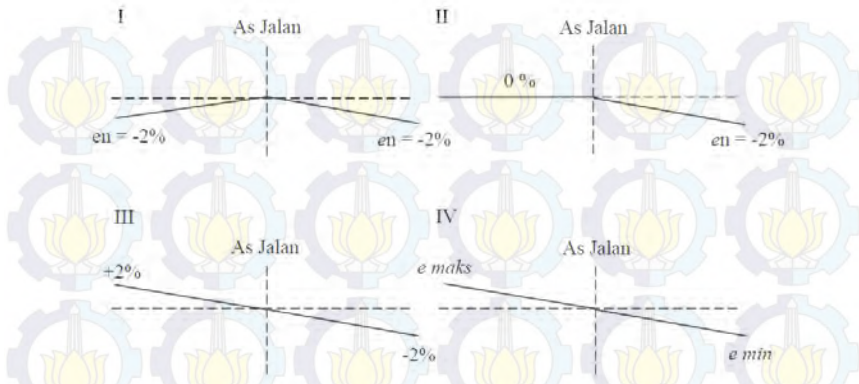 I
As Jalan
en = -2%
en = -2%
II
As Jalan
0 %
en = -2%
III
As Jalan
+2%
-2%
IV
As Jalan
e maks
e min